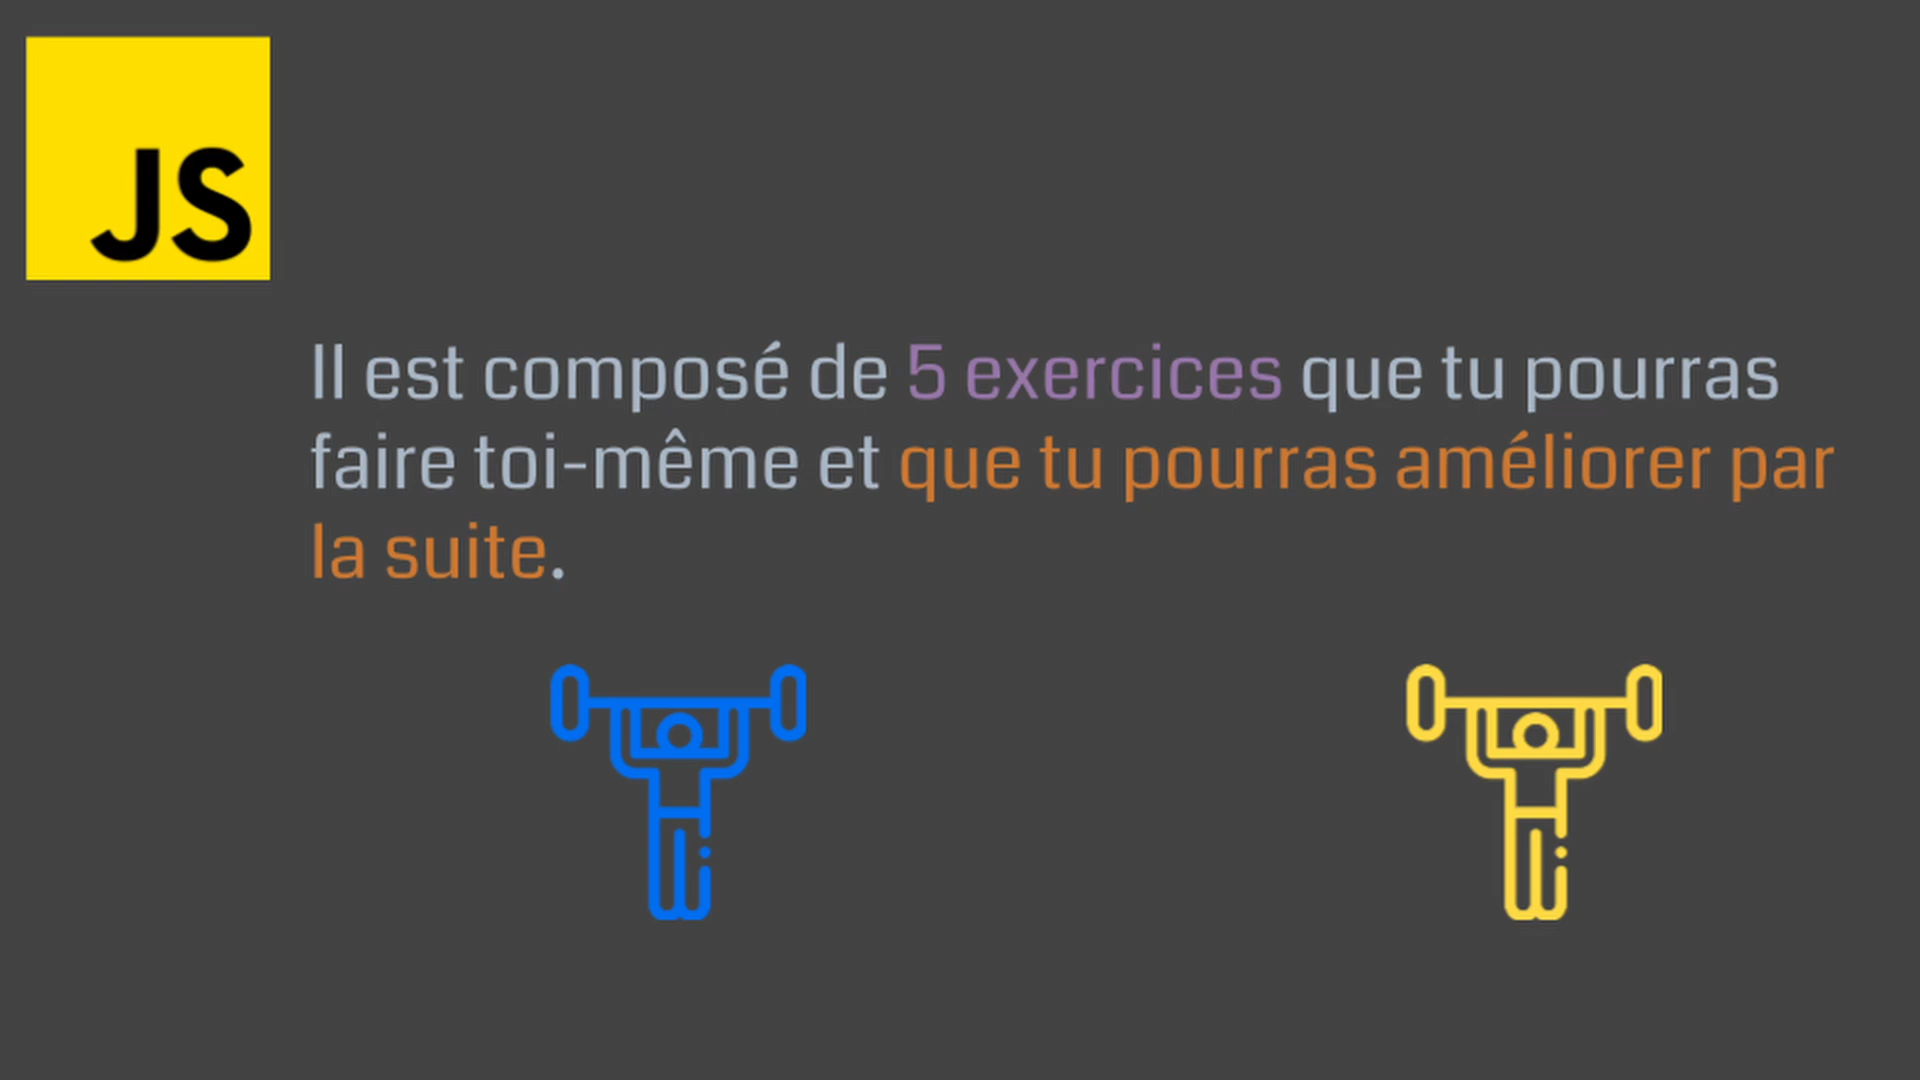 JS
Il est composé de 5 exercices que tu pourras
faire toi-même et que tu pourras améliorer par
la suite.